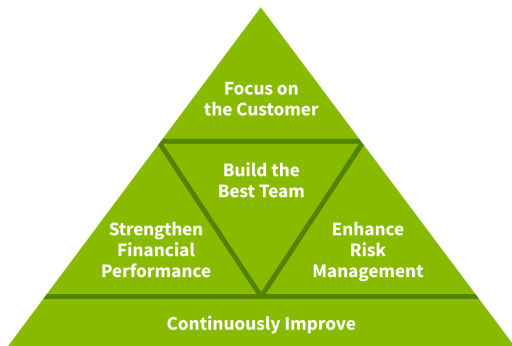 Focus on
the Customer
Build the
Best Team
Strengthen
Financial
Performance
Enhance
Risk
Management
Continuously Improve